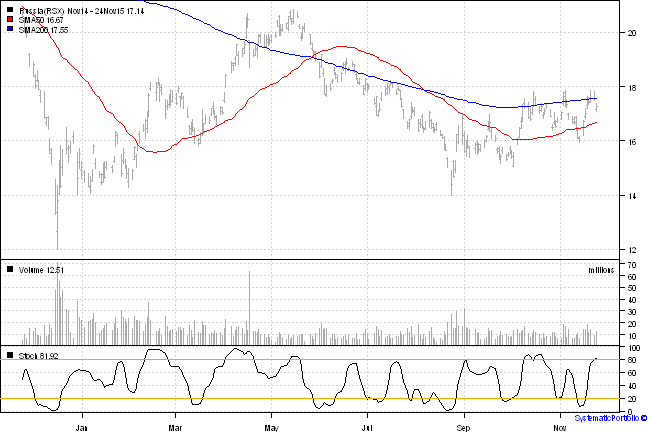 Russia(RSX) Nov14 - 24Nov15 17.14
SMA50 16.67
SMA200 17.55
20
18
16
14
12
Volume 12.51
millions
70
60
50
40
30
20
10
Stoch 81.92
100
80
60
40
20
0
Jan Mar May Jul Sep Nov
SystematicPortfolio ©